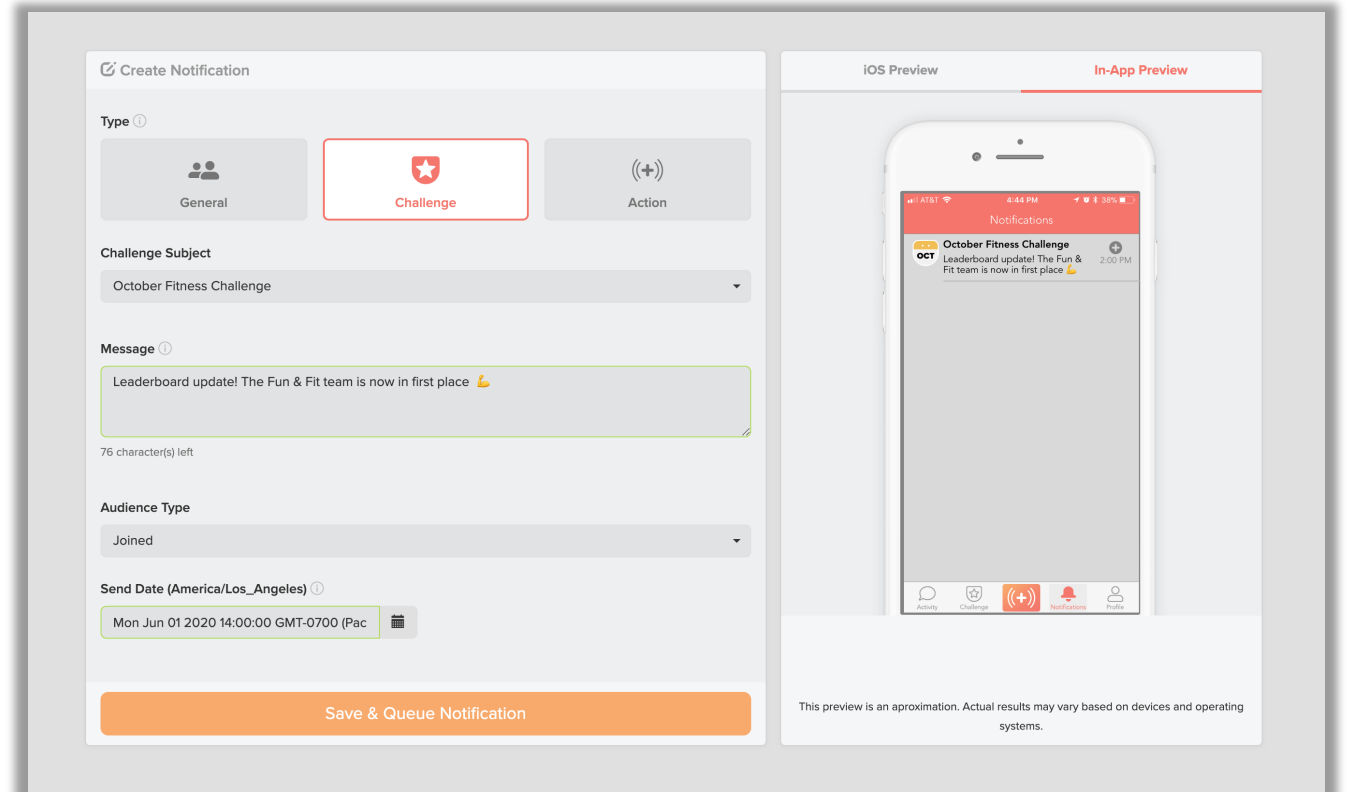 Create Notification
Type
General
Challenge
Action
Challenge Subject
October Fitness Challenge
Message
Leaderboard update! The Fun & Fit team is now in first place 💪
76 character(s) left
Audience Type
Joined
Send Date (America/Los_Angeles)
Mon Jun 01 2020 14:00:00 GMT-0700 (Pac
Save & Queue Notification
iOS Preview
In-App Preview
AT&T 4:44 PM 38%
Notifications
OCT
October Fitness Challenge
Leaderboard update! The Fun &
Fit team is now in first place 💪
2:00 PM
Activity
Challenge
Notifications
Profile
This preview is an aproximation. Actual results may vary based on devices and operating
systems.